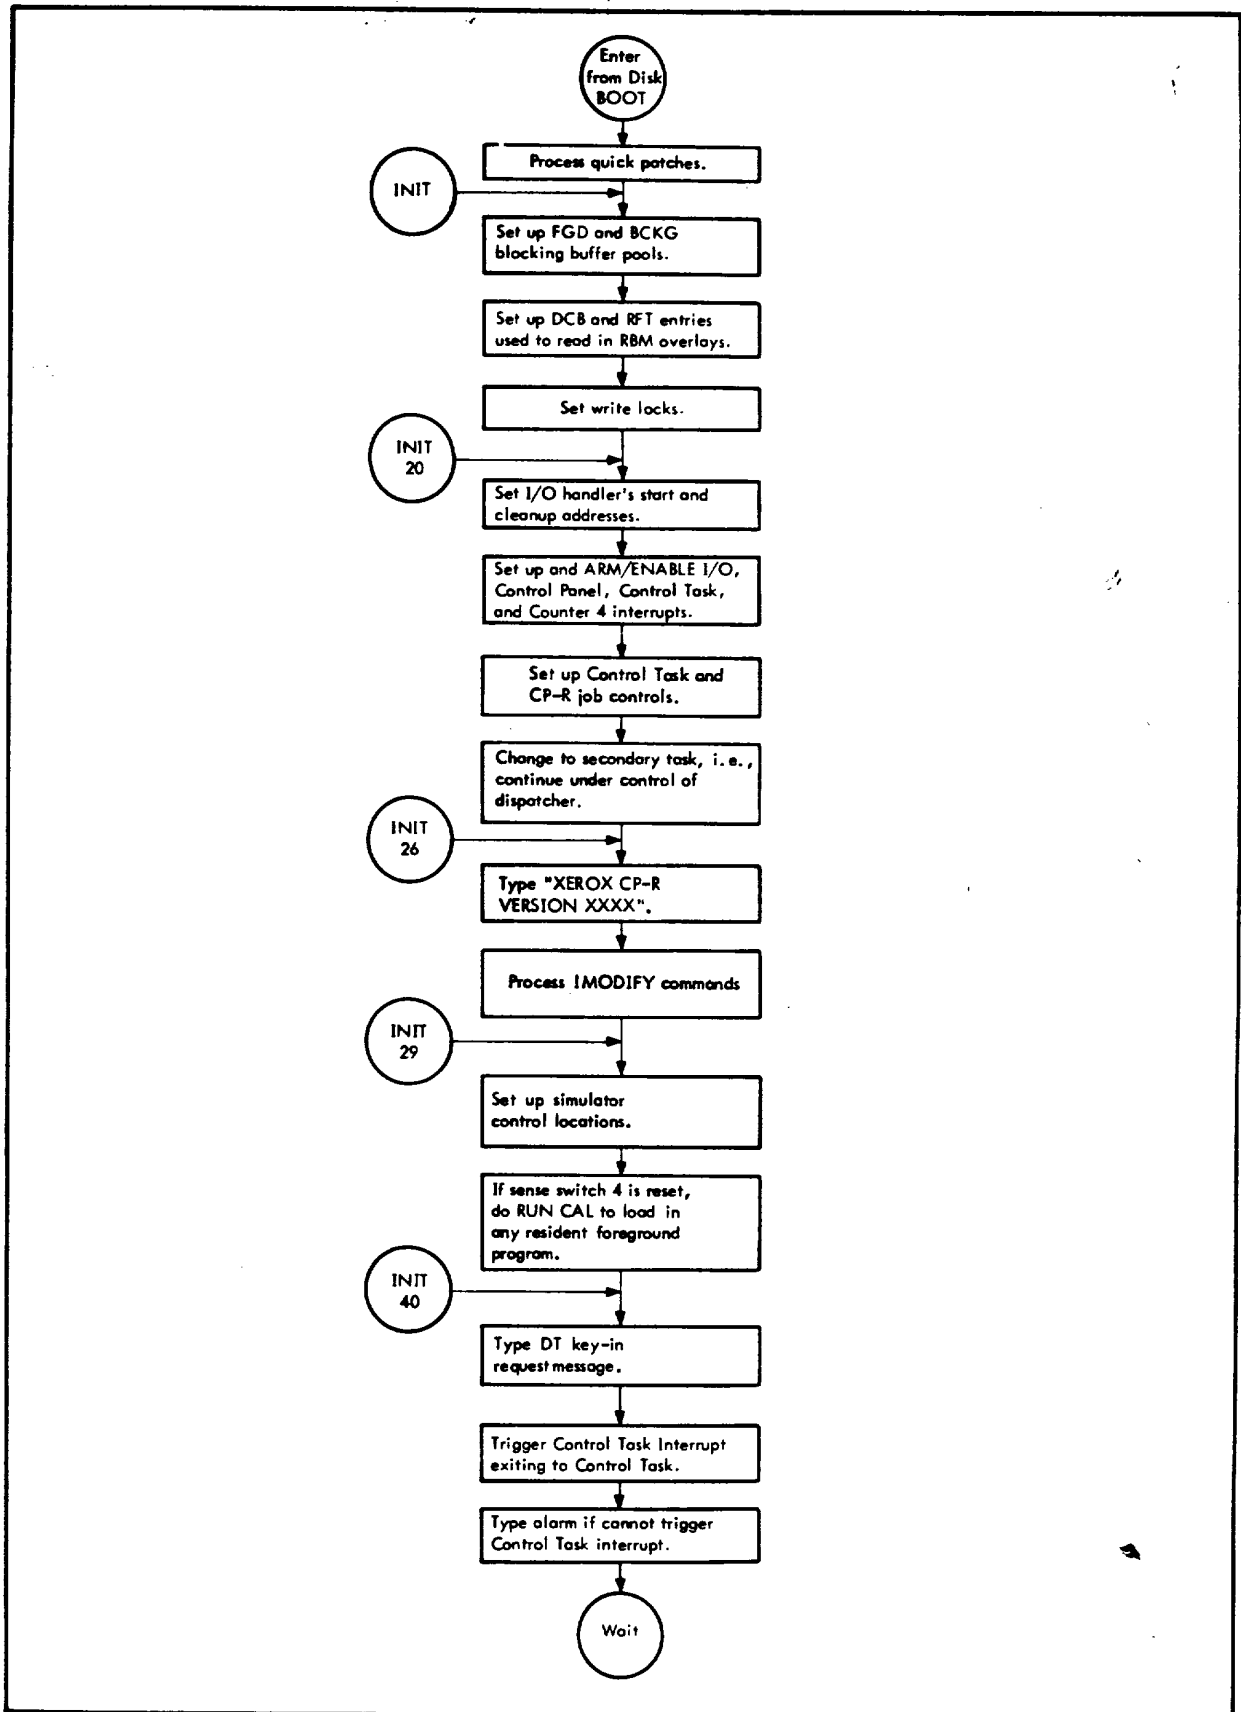 Enter
from Disk
BOOT
Process quick patches.
INIT
Set up FGD and BCKG
blocking buffer pools.
Set up DCB and RFT entries
used to read in RBM overlays.
Set write locks.
INIT
20
Set I/O handler's start and
cleanup addresses.
Set up and ARM/ENABLE I/O,
Control Panel, Control Task,
and Counter 4 interrupts.
Set up Control Task and
CP-R job controls.
Change to secondary task, i.e.,
continue under control of
dispatcher.
INIT
26
Type "XEROX CP-R
VERSION XXXX".
Process !MODIFY commands
INIT
29
Set up simulator
control locations.
If sense switch 4 is reset,
do RUN CAL to load in
any resident foreground
program.
INIT
40
Type DT key-in
request message.
Trigger Control Task Interrupt
exiting to Control Task.
Type alarm if cannot trigger
Control Task interrupt.
Wait